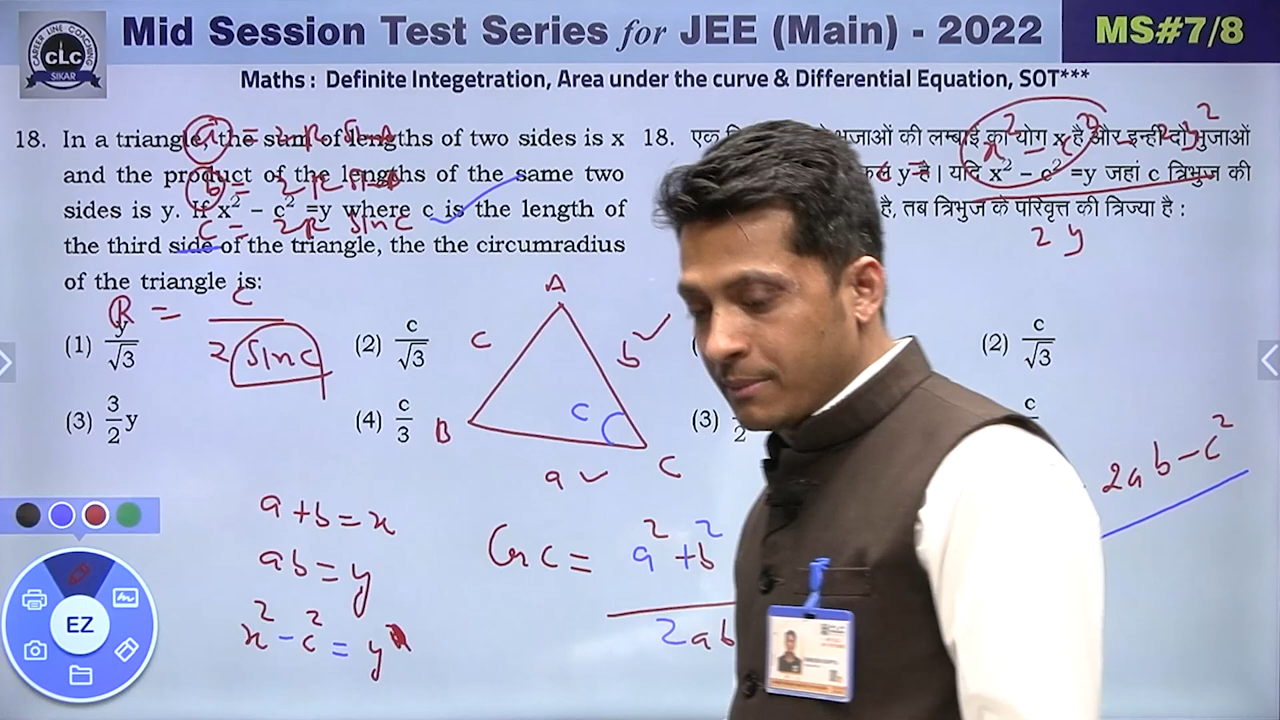 CAREER LINE COACHING
CLC
SIKAR
Mid Session Test Series for JEE (Main) - 2022
MS#7/8
Maths : Definite Integetration, Area under the curve & Differential Equation, SOT***
18. In a triangle, the sum of lengths of two sides is x
and the product of the lengths of the same two
sides is y. If x² – c² =y where c is the length of
the third side of the triangle, the the circumradius
of the triangle is:
(1) y/√3
(2) c/√3
(3) 3/2 y
(4) c/3
18. एक भुजाओं की लम्बाई का योग x है और इन्हीं दो भुजाओं
y है। यदि x² – c² =y जहां c त्रिभुज की
है, तब त्रिभुज के परिवृत्त की त्रिज्या है :
(2) c/√3
(3)
c
a = 2R
b = 2R
c = 2R sinc
R = c / 2 sinc
2y
A
c
b
B
c
a
C
a+b=x
ab=y
x²-c²=y
a²+b²
2ab
2ab-c²
EZ